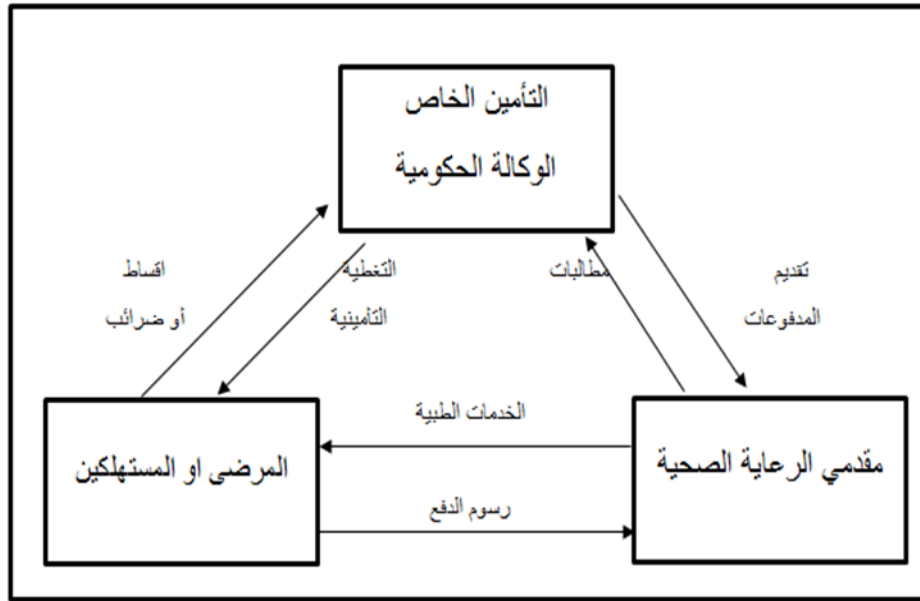 التأمين الخاص
الوكالة الحكومية
اقساط
أو ضرائب
التغطية
التأمينية
مطالبات
تقديم
المدفوعات
المرضى او المستهلكين
الخدمات الطبية
رسوم الدفع
مقدمي الرعاية الصحية